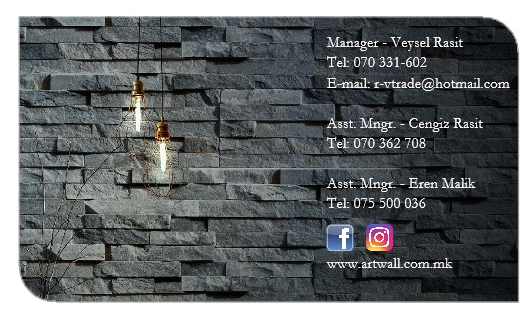 Manager - Veysel Rasit
Tel: 070 331-602
E-mail: r-vtrade@hotmail.com
Asst. Mngr. - Cengiz Rasit
Tel: 070 362 708
Asst. Mngr. - Eren Malik
Tel: 075 500 036
www.artwall.com.mk